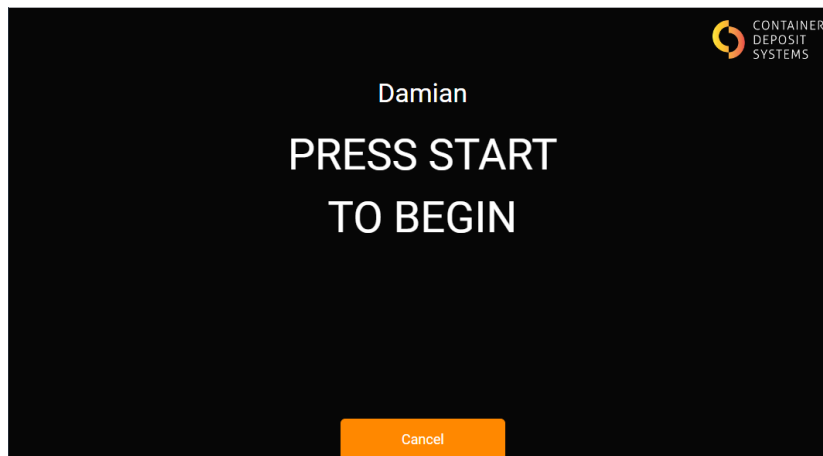 CONTAINER
DEPOSIT
SYSTEMS
Damian
PRESS START
TO BEGIN
Cancel